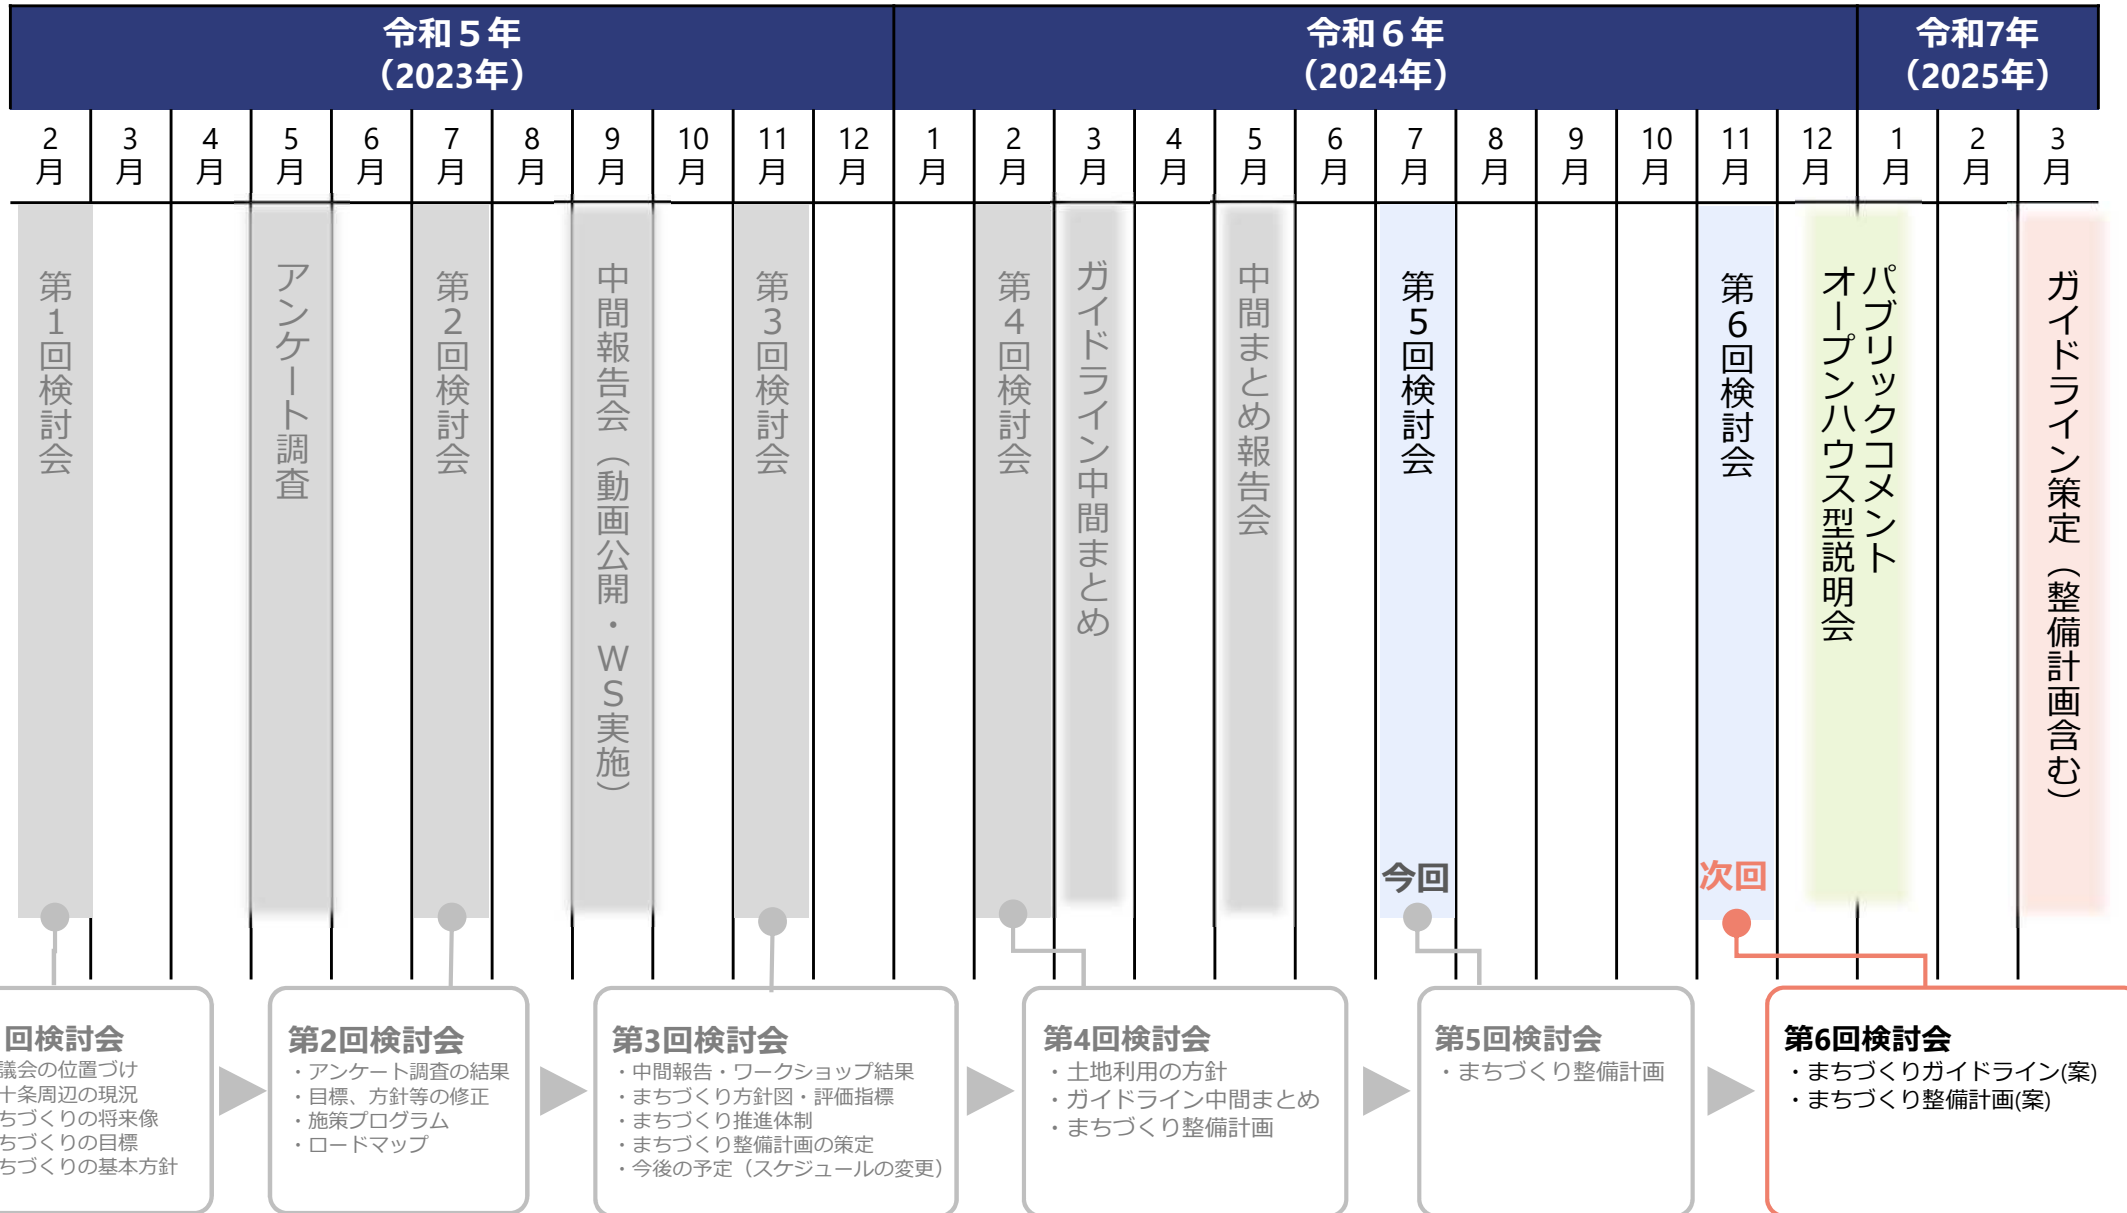 令和５年
（2023年）
令和６年
（2024年）
令和7年
（2025年）
2月
3月
4月
5月
6月
7月
8月
9月
10月
11月
12月
1月
2月
3月
4月
5月
6月
7月
8月
9月
10月
11月
12月
1月
2月
3月
第1回検討会
アンケート調査
第2回検討会
中間報告会（動画公開・WS実施）
第3回検討会
第4回検討会
ガイドライン中間まとめ
中間まとめ報告会
第5回検討会
第6回検討会
パブリックコメント
オープンハウス型説明会
ガイドライン策定（整備計画含む）
今回
次回
回検討会
議会の位置づけ
十条周辺の現況
ちづくりの将来像
ちづくりの目標
ちづくりの基本方針
第2回検討会
・アンケート調査の結果
・目標、方針等の修正
・施策プログラム
・ロードマップ
第3回検討会
・中間報告・ワークショップ結果
・まちづくり方針図・評価指標
・まちづくり推進体制
・まちづくり整備計画の策定
・今後の予定（スケジュールの変更）
第4回検討会
・土地利用の方針
・ガイドライン中間まとめ
・まちづくり整備計画
第5回検討会
・まちづくり整備計画
第6回検討会
・まちづくりガイドライン(案)
・まちづくり整備計画(案)